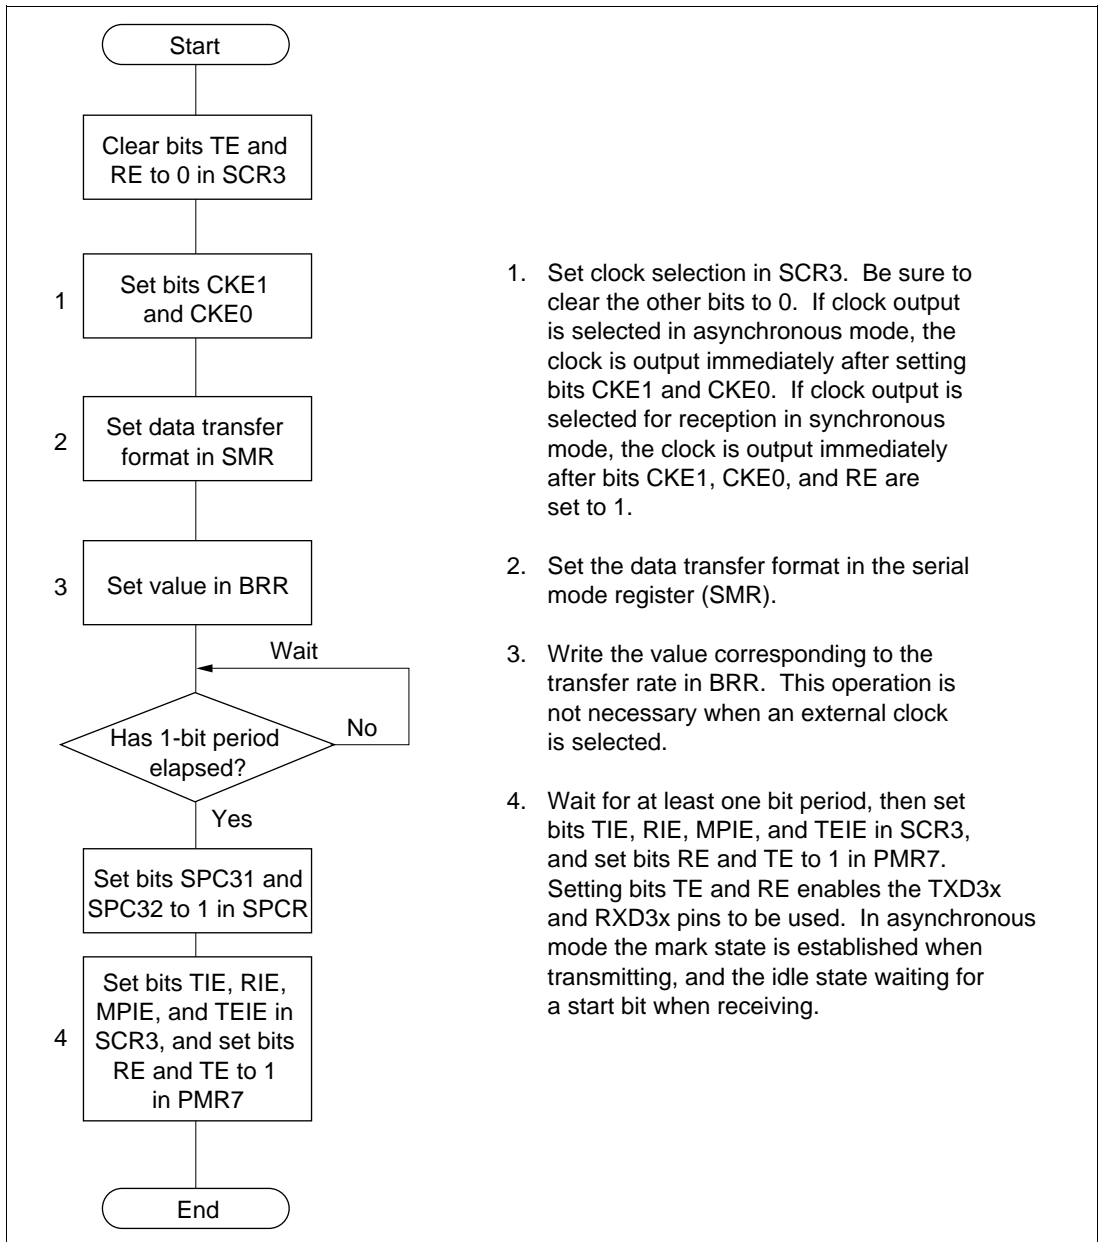 Start
Clear bits TE and
RE to 0 in SCR3
1
Set bits CKE1
and CKE0
2
Set data transfer
format in SMR
3
Set value in BRR
Wait
Has 1-bit period
elapsed?
No
Yes
Set bits SPC31 and
SPC32 to 1 in SPCR
4
Set bits TIE, RIE,
MPIE, and TEIE in
SCR3, and set bits
RE and TE to 1
in PMR7
End
1. Set clock selection in SCR3. Be sure to
clear the other bits to 0. If clock output
is selected in asynchronous mode, the
clock is output immediately after setting
bits CKE1 and CKE0. If clock output is
selected for reception in synchronous
mode, the clock is output immediately
after bits CKE1, CKE0, and RE are
set to 1.
2. Set the data transfer format in the serial
mode register (SMR).
3. Write the value corresponding to the
transfer rate in BRR. This operation is
not necessary when an external clock
is selected.
4. Wait for at least one bit period, then set
bits TIE, RIE, MPIE, and TEIE in SCR3,
and set bits RE and TE to 1 in PMR7.
Setting bits TE and RE enables the TXD3x
and RXD3x pins to be used. In asynchronous
mode the mark state is established when
transmitting, and the idle state waiting for
a start bit when receiving.